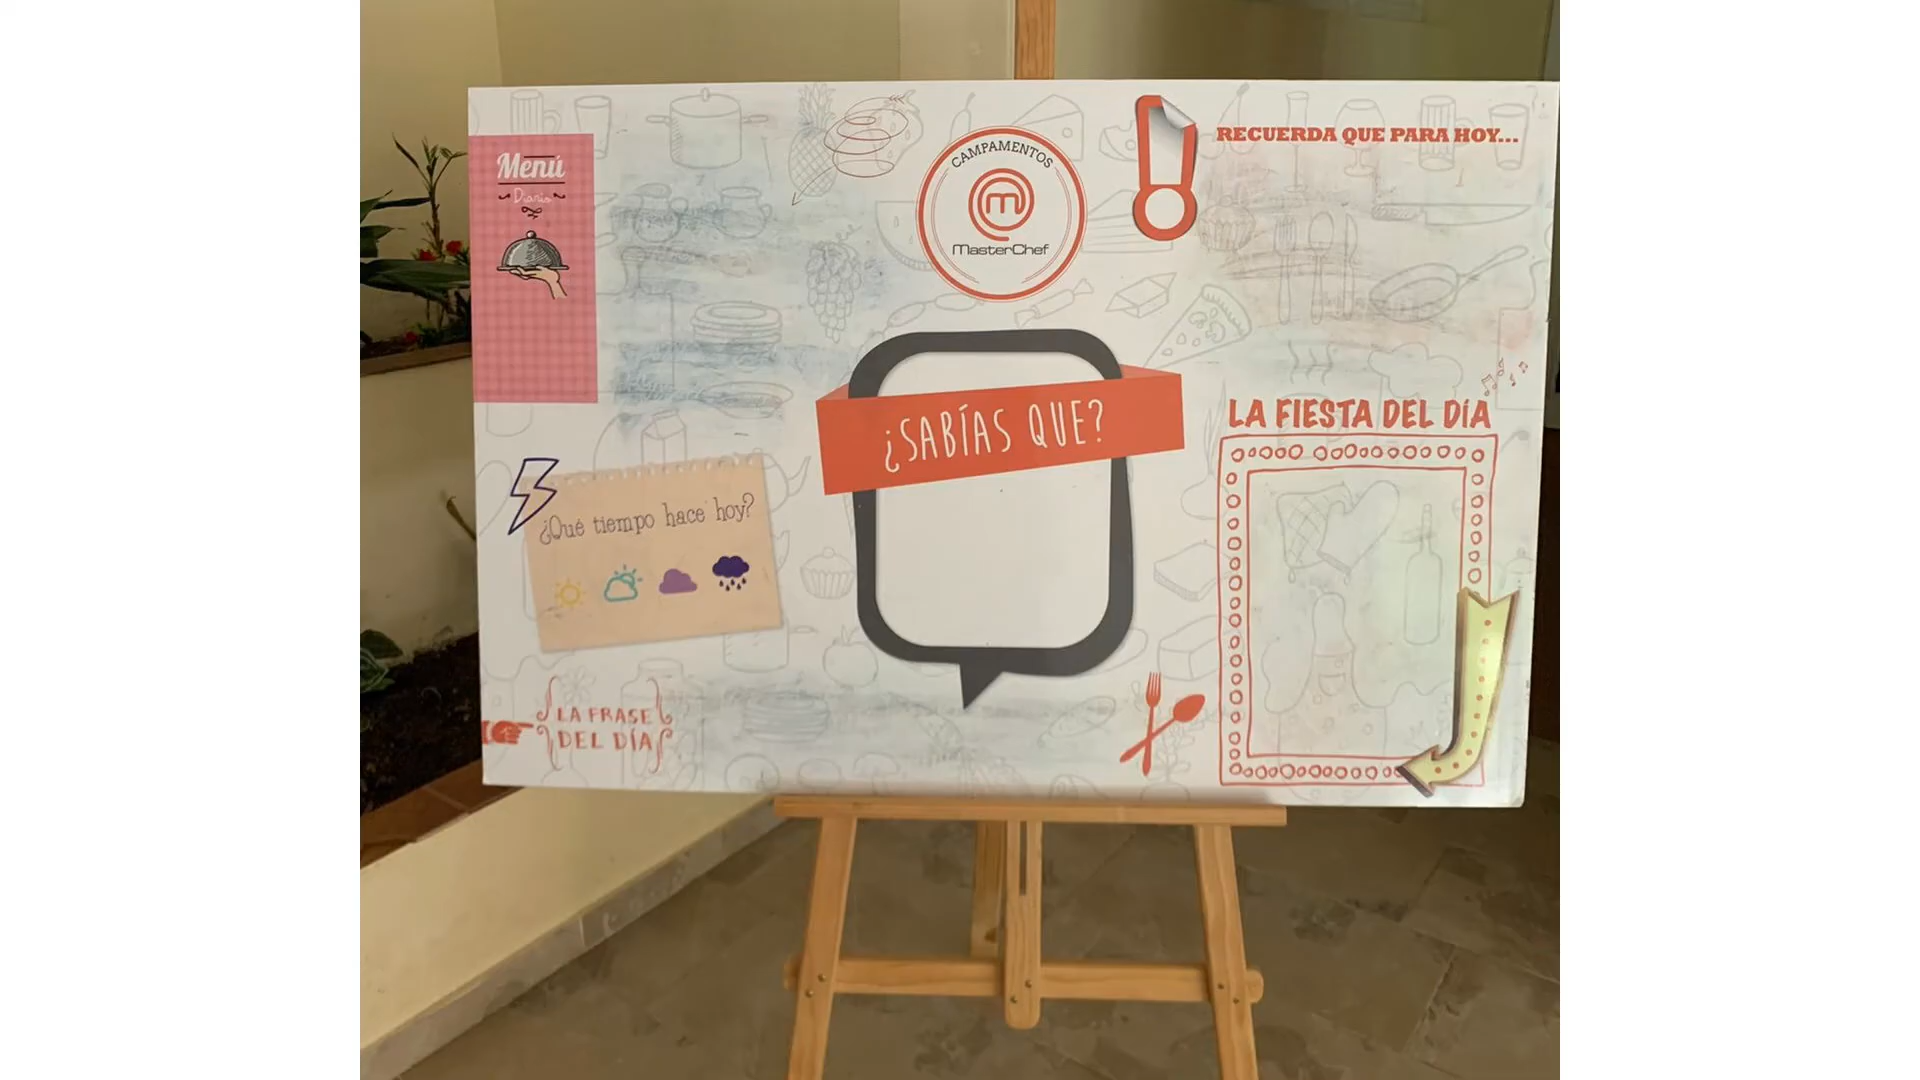 Menú
Diario
CAMPAMENTOS
MasterChef
RECUERDA QUE PARA HOY...
¿SABÍAS QUE?
LA FIESTA DEL DÍA
¿Qué tiempo hace hoy?
LA FRASE
DEL DÍA